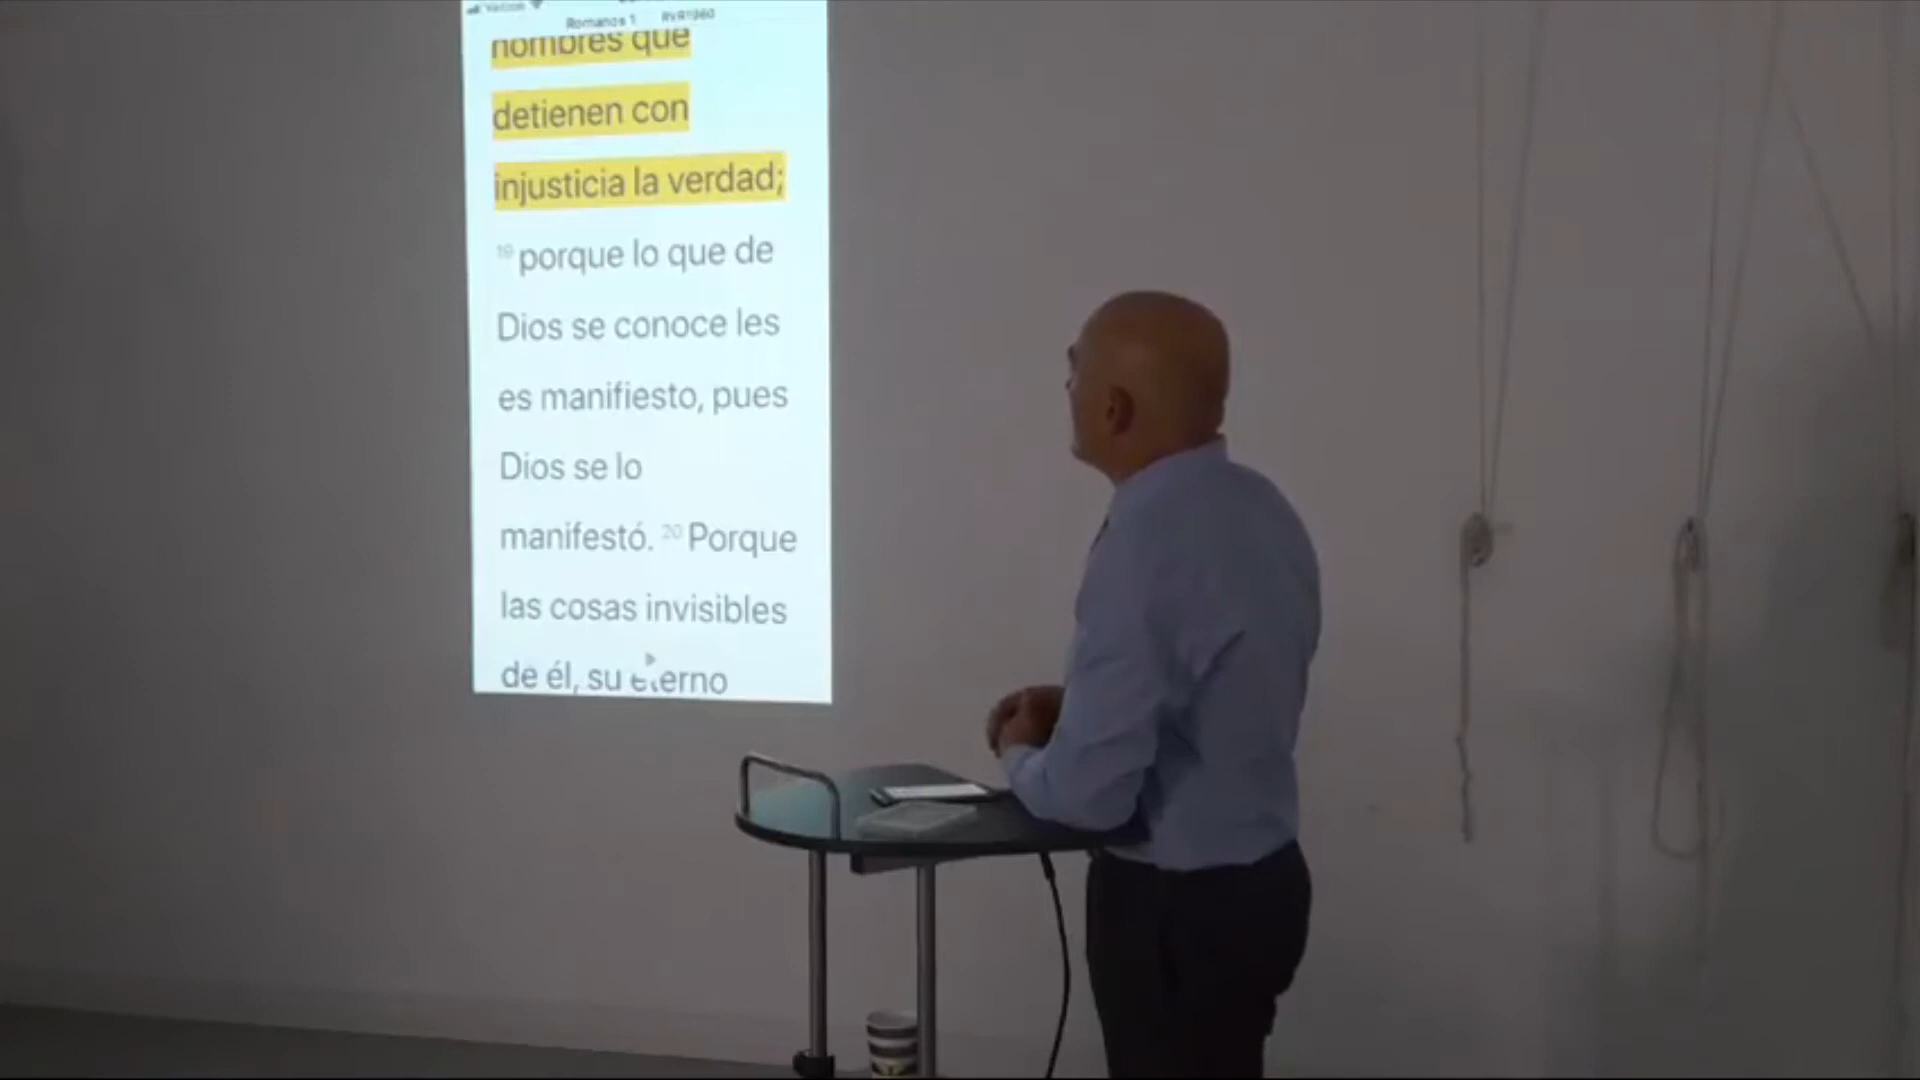 Verizon
Romanos 1 RVR1960
hombres que
detienen con
injusticia la verdad;
19 porque lo que de
Dios se conoce les
es manifiesto, pues
Dios se lo
manifestó. 20 Porque
las cosas invisibles
de él, su eterno